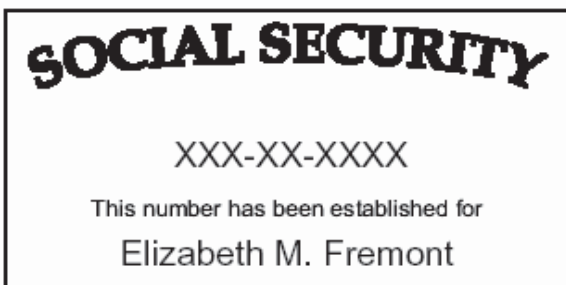 SOCIAL SECURITY
XXX-XX-XXXX
This number has been established for
Elizabeth M. Fremont